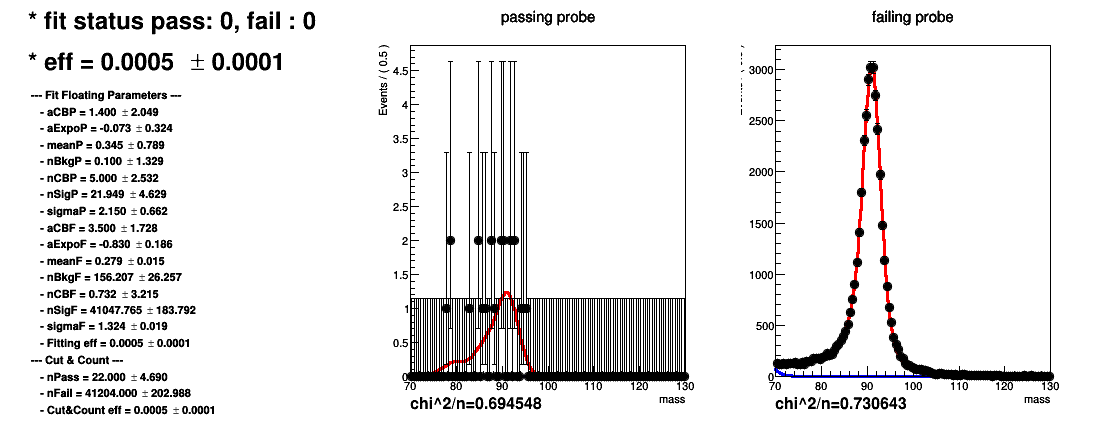 * fit status pass: 0, fail : 0
* eff = 0.0005 ± 0.0001
--- Fit Floating Parameters ---
- aCBP = 1.400 ± 2.049
- aExpoP = -0.073 ± 0.324
- meanP = 0.345 ± 0.789
- nBkgP = 0.100 ± 1.329
- nCBP = 5.000 ± 2.532
- nSigP = 21.949 ± 4.629
- sigmaP = 2.150 ± 0.662
- aCBF = 3.500 ± 1.728
- aExpoF = -0.830 ± 0.186
- meanF = 0.279 ± 0.015
- nBkgF = 156.207 ± 26.257
- nCBF = 0.732 ± 3.215
- nSigF = 41047.765 ± 183.792
- sigmaF = 1.324 ± 0.019
- Fitting eff = 0.0005 ± 0.0001
--- Cut & Count ---
- nPass = 22.000 ± 4.690
- nFail = 41204.000 ± 202.988
- Cut&Count eff = 0.0005 ± 0.0001
passing probe
Events / ( 0.5 )
4.5
4
3.5
3
2.5
2
1.5
1
0.5
0
70 80 90 100 110 120 130
mass
chi^2/n=0.694548
failing probe
3000
2500
2000
1500
1000
500
0
70 80 90 100 110 120 130
mass
chi^2/n=0.730643